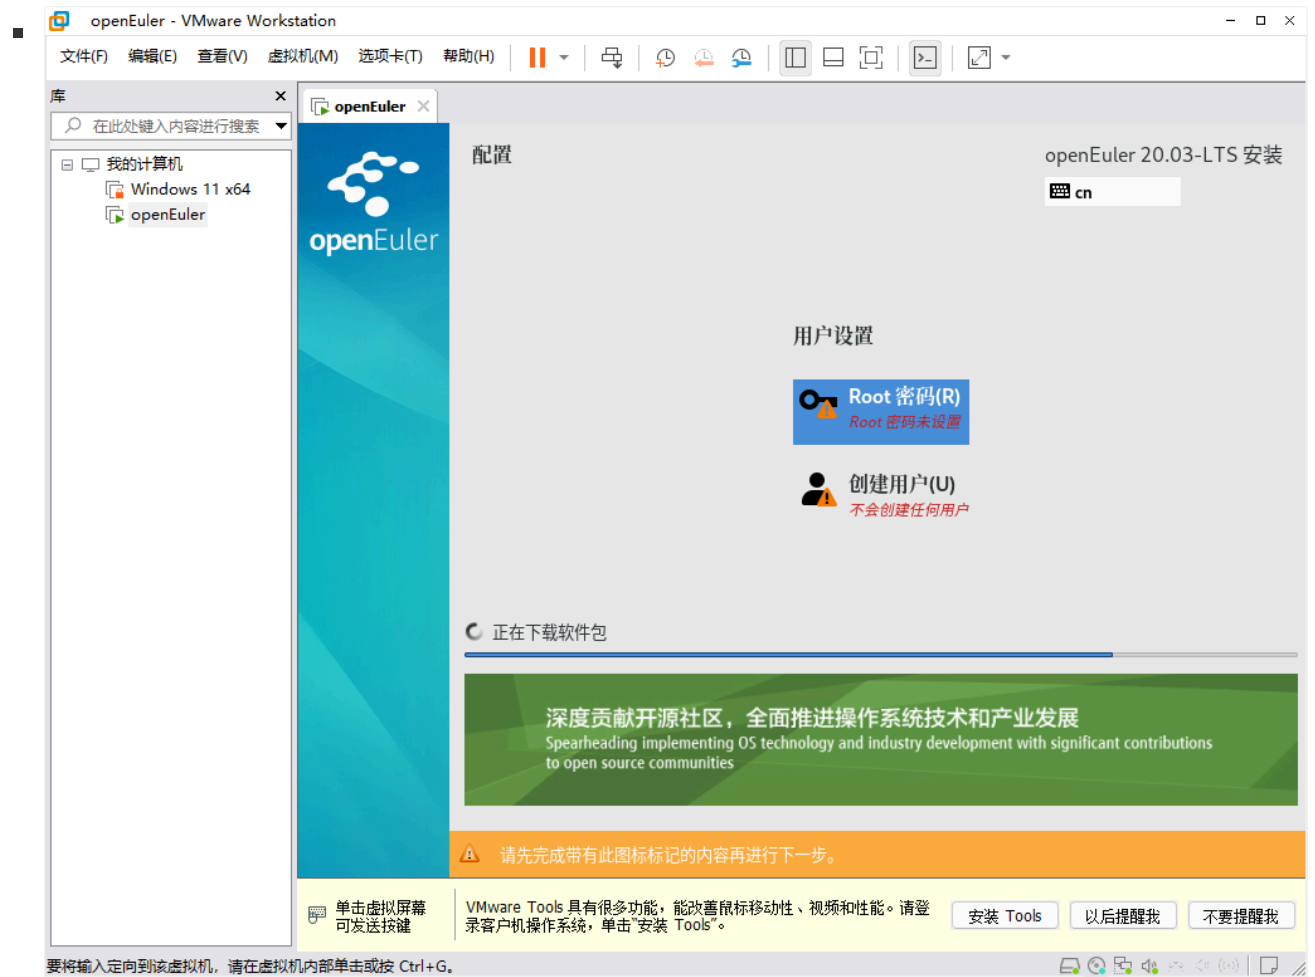 openEuler - VMware Workstation
文件(F) 编辑(E) 查看(V) 虚拟机(M) 选项卡(T) 帮助(H)
库
在此处键入内容进行搜索
我的计算机
Windows 11 x64
openEuler
openEuler
openEuler
配置
openEuler 20.03-LTS 安装
cn
用户设置
Root 密码(R)
Root 密码未设置
创建用户(U)
不会创建任何用户
正在下载软件包
深度贡献开源社区，全面推进操作系统技术和产业发展
Spearheading implementing OS technology and industry development with significant contributions
to open source communities
请先完成带有此图标标记的内容再进行下一步。
单击虚拟屏幕
可发送按键
VMware Tools 具有很多功能，能改善鼠标移动性、视频和性能。请登
录客户机操作系统，单击“安装 Tools”。
安装 Tools
以后提醒我
不要提醒我
要将输入定向到该虚拟机，请在虚拟机内部单击或按 Ctrl+G。